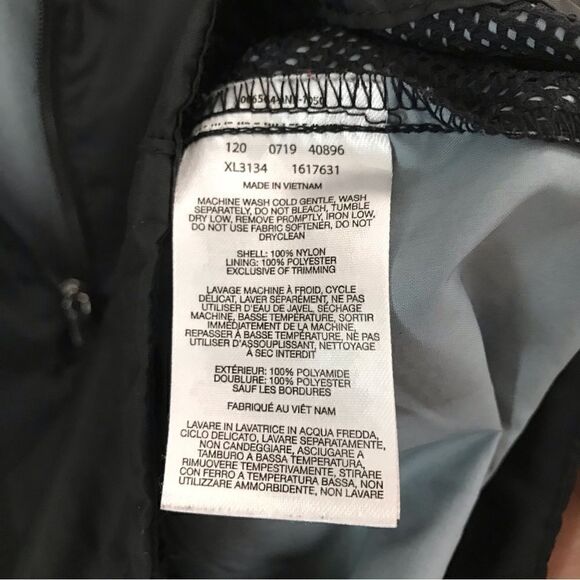 120 0719 40896
XL3134 1617631
MADE IN VIETNAM
MACHINE WASH COLD GENTLE, WASH
SEPARATELY, DO NOT BLEACH, TUMBLE
DRY LOW, REMOVE PROMPTLY, IRON LOW,
DO NOT USE FABRIC SOFTENER, DO NOT
DRYCLEAN
SHELL: 100% NYLON
LINING: 100% POLYESTER
EXCLUSIVE OF TRIMMING
LAVAGE MACHINE À FROID, CYCLE
DÉLICAT, LAVER SÉPARÉMENT, NE PAS
UTILISER D'EAU DE JAVEL, SÉCHAGE
MACHINE, BASSE TEMPÉRATURE, SORTIR
IMMÉDIATEMENT DE LA MACHINE,
REPASSER À BASSE TEMPÉRATURE, NE PAS
UTILISER D'ASSOUPLISSANT, NETTOYAGE
À SEC INTERDIT
EXTÉRIEUR: 100% POLYAMIDE
DOUBLURE: 100% POLYESTER
SAUF LES BORDURES
FABRIQUÉ AU VIÊT NAM
LAVARE IN LAVATRICE IN ACQUA FREDDA,
CICLO DELICATO, LAVARE SEPARATAMENTE,
NON CANDEGGIARE, ASCIUGARE A
TAMBURO A BASSA TEMPERATURA,
RIMUOVERE TEMPESTIVAMENTE, STIRARE
CON FERRO A TEMPERATURA BASSA, NON
UTILIZZARE AMMORBIDENTE, NON LAVARE